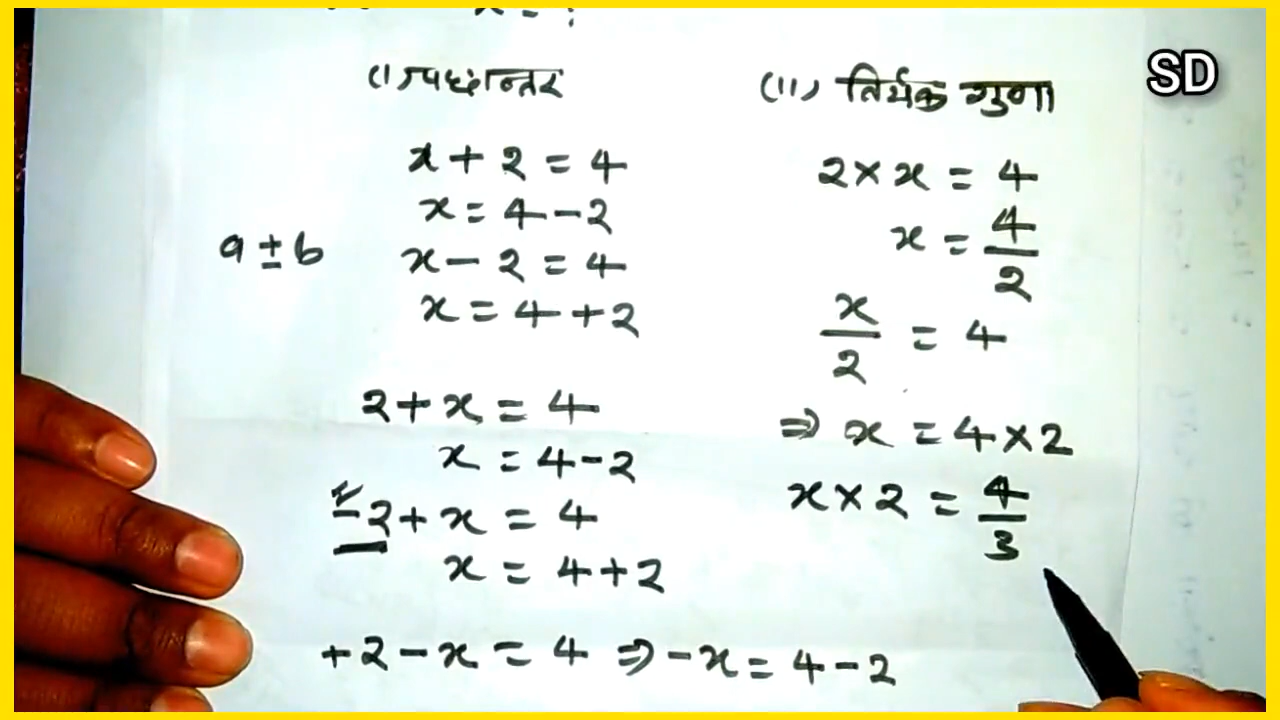 x = ?
(i) पक्षान्तर
x + 2 = 4
x = 4 - 2
a ± b
x - 2 = 4
x = 4 + 2
2 + x = 4
x = 4 - 2
-2 + x = 4
x = 4 + 2
+2 - x = 4 ⇒ -x = 4 - 2
(ii) तिर्यक गुणा
2 × x = 4
x = 4/2
x/2 = 4
⇒ x = 4 × 2
x × 2 = 4/3
SD